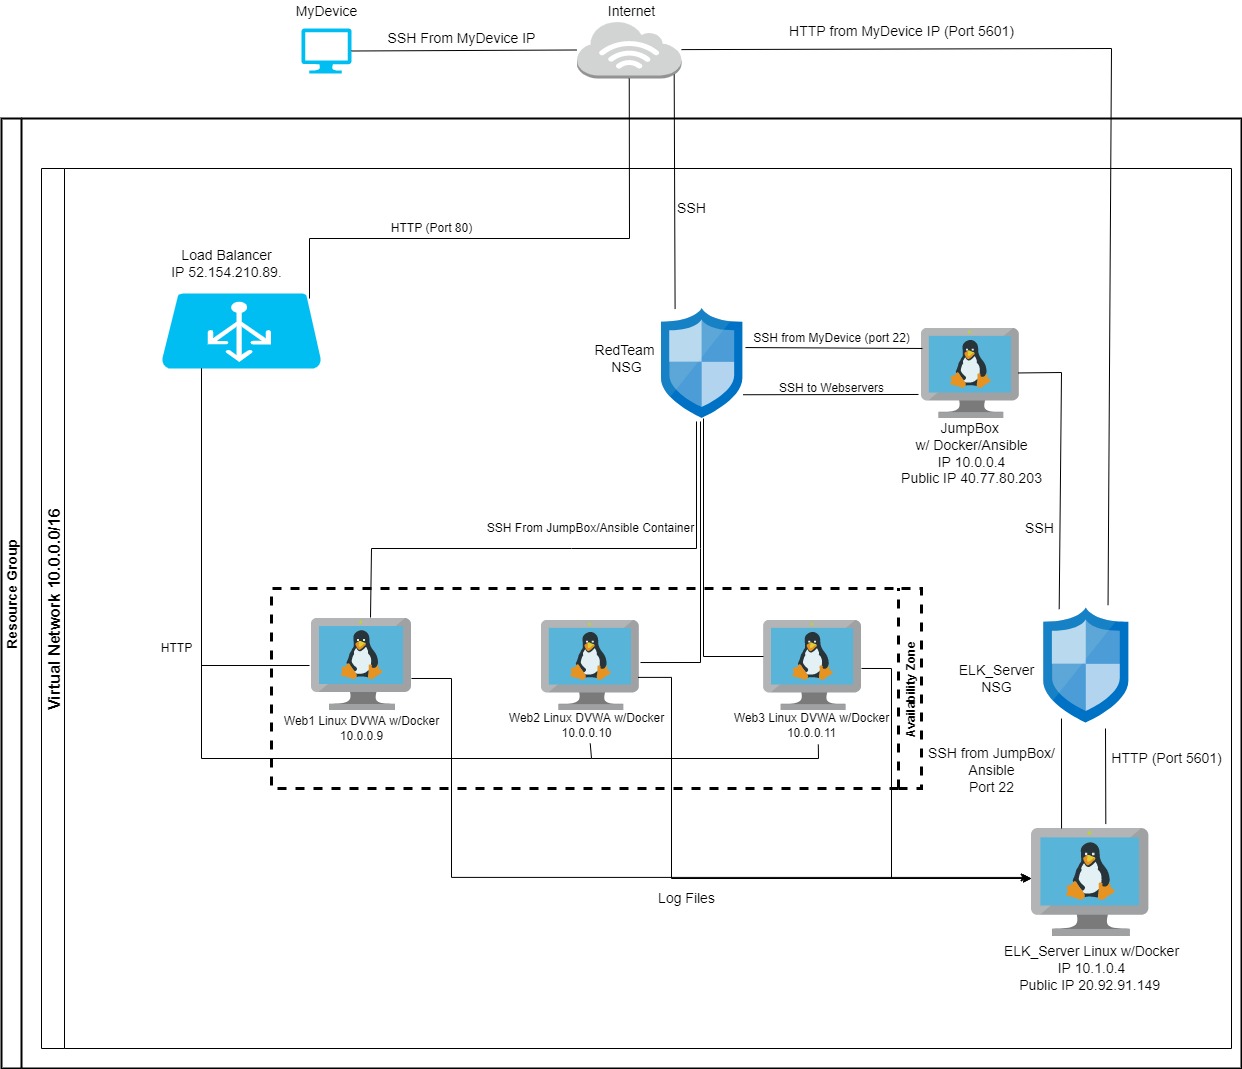 MyDevice
Internet
SSH From MyDevice IP
HTTP from MyDevice IP (Port 5601)
SSH
HTTP (Port 80)
Load Balancer
IP 52.154.210.89.
RedTeam
NSG
SSH from MyDevice (port 22)
SSH to Webservers
JumpBox
w/ Docker/Ansible
IP 10.0.0.4
Public IP 40.77.80.203
SSH From JumpBox/Ansible Container
SSH
Resource Group
Virtual Network 10.0.0.0/16
HTTP
Web1 Linux DVWA w/Docker
10.0.0.9
Web2 Linux DVWA w/Docker
10.0.0.10
Web3 Linux DVWA w/Docker
10.0.0.11
Availability Zone
ELK_Server
NSG
SSH from JumpBox/
Ansible
Port 22
HTTP (Port 5601)
Log Files
ELK_Server Linux w/Docker
IP 10.1.0.4
Public IP 20.92.91.149